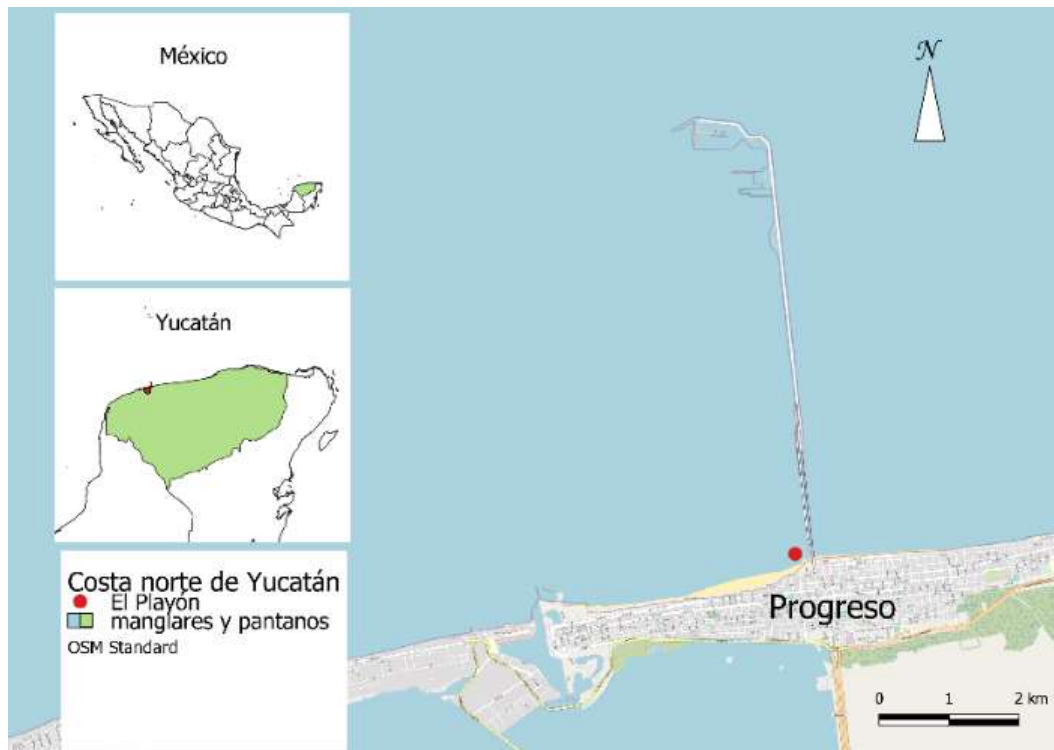 México
Yucatán
Costa norte de Yucatán
El Playón
manglares y pantanos
OSM Standard
N
Progreso
0 1 2 km